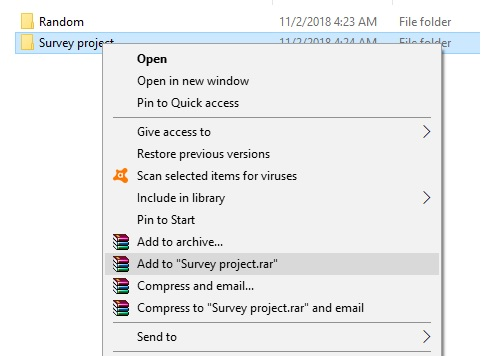 Random 11/2/2018 4:23 AM File folder
Survey project 11/2/2018 4:24 AM File folder
Open
Open in new window
Pin to Quick access
Give access to
Restore previous versions
Scan selected items for viruses
Include in library
Pin to Start
Add to archive...
Add to "Survey project.rar"
Compress and email...
Compress to "Survey project.rar" and email
Send to